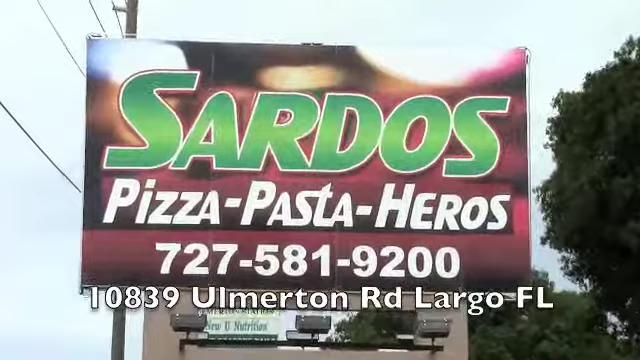 SARDOS
PIZZA-PASTA-HEROS
727-581-9200
10839 Ulmerton Rd Largo FL
New U Nutrition